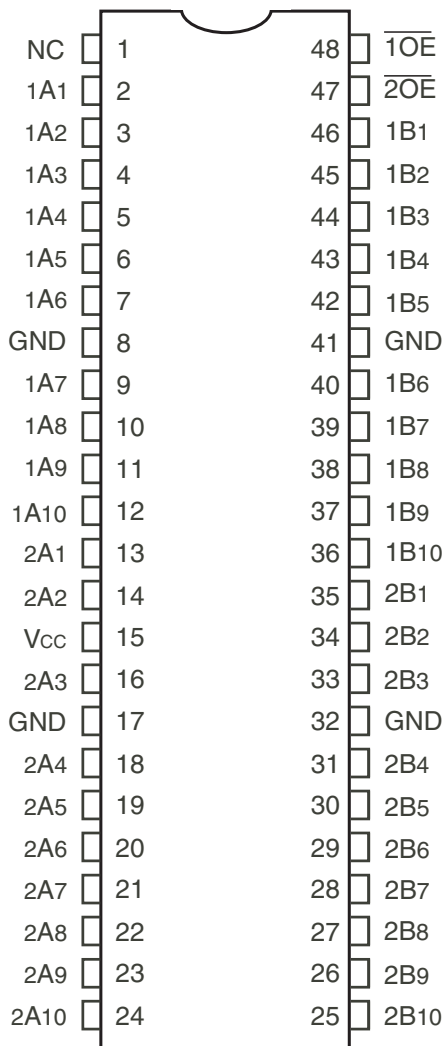 NC 1 48 1OE
1A1 2 47 2OE
1A2 3 46 1B1
1A3 4 45 1B2
1A4 5 44 1B3
1A5 6 43 1B4
1A6 7 42 1B5
GND 8 41 GND
1A7 9 40 1B6
1A8 10 39 1B7
1A9 11 38 1B8
1A10 12 37 1B9
2A1 13 36 1B10
2A2 14 35 2B1
VCC 15 34 2B2
2A3 16 33 2B3
GND 17 32 GND
2A4 18 31 2B4
2A5 19 30 2B5
2A6 20 29 2B6
2A7 21 28 2B7
2A8 22 27 2B8
2A9 23 26 2B9
2A10 24 25 2B10